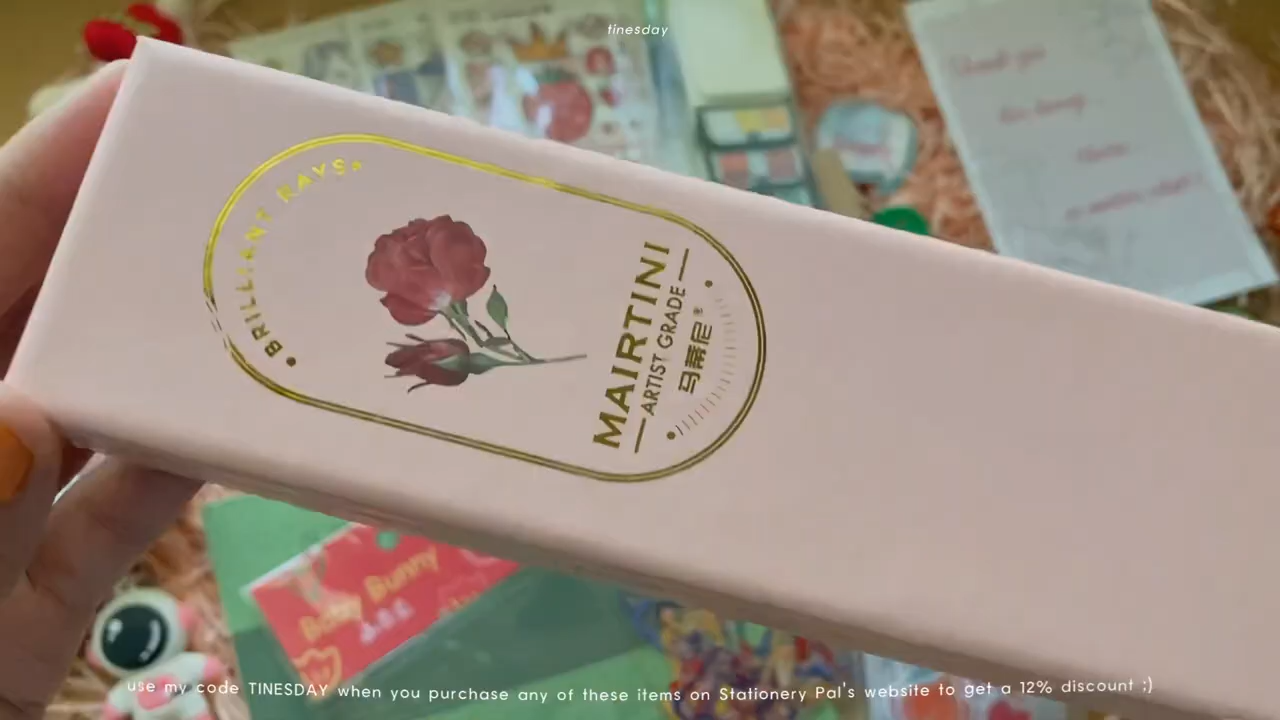 tinesday
• BRILLIANT RAYS •
MAIRTINI
ARTIST GRADE
马蒂尼®
Baby Bunny
use my code TINESDAY when you purchase any of these items on Stationery Pal's website to get a 12% discount ;)